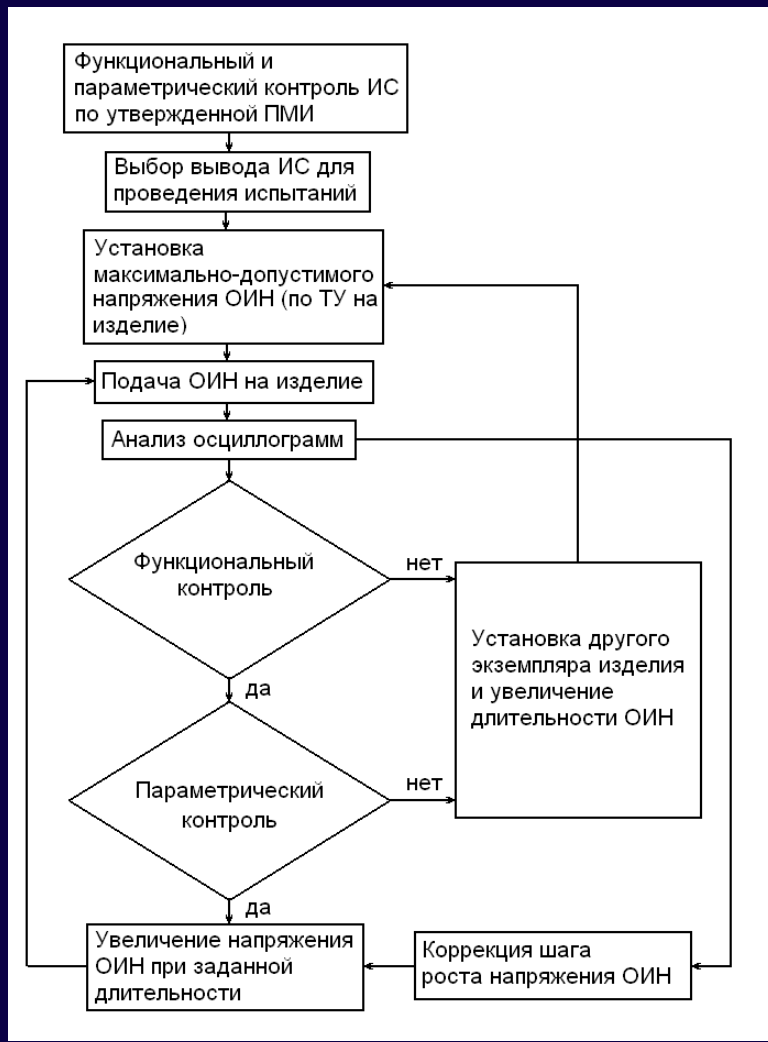 Функциональный и
параметрический контроль ИС
по утвержденной ПМИ
Выбор вывода ИС для
проведения испытаний
Установка
максимально-допустимого
напряжения ОИН (по ТУ на
изделие)
Подача ОИН на изделие
Анализ осциллограмм
Функциональный
контроль
нет
Установка другого
экземпляра изделия
и увеличение
длительности ОИН
да
Параметрический
контроль
нет
да
Увеличение напряжения
ОИН при заданной
длительности
Коррекция шага
роста напряжения ОИН